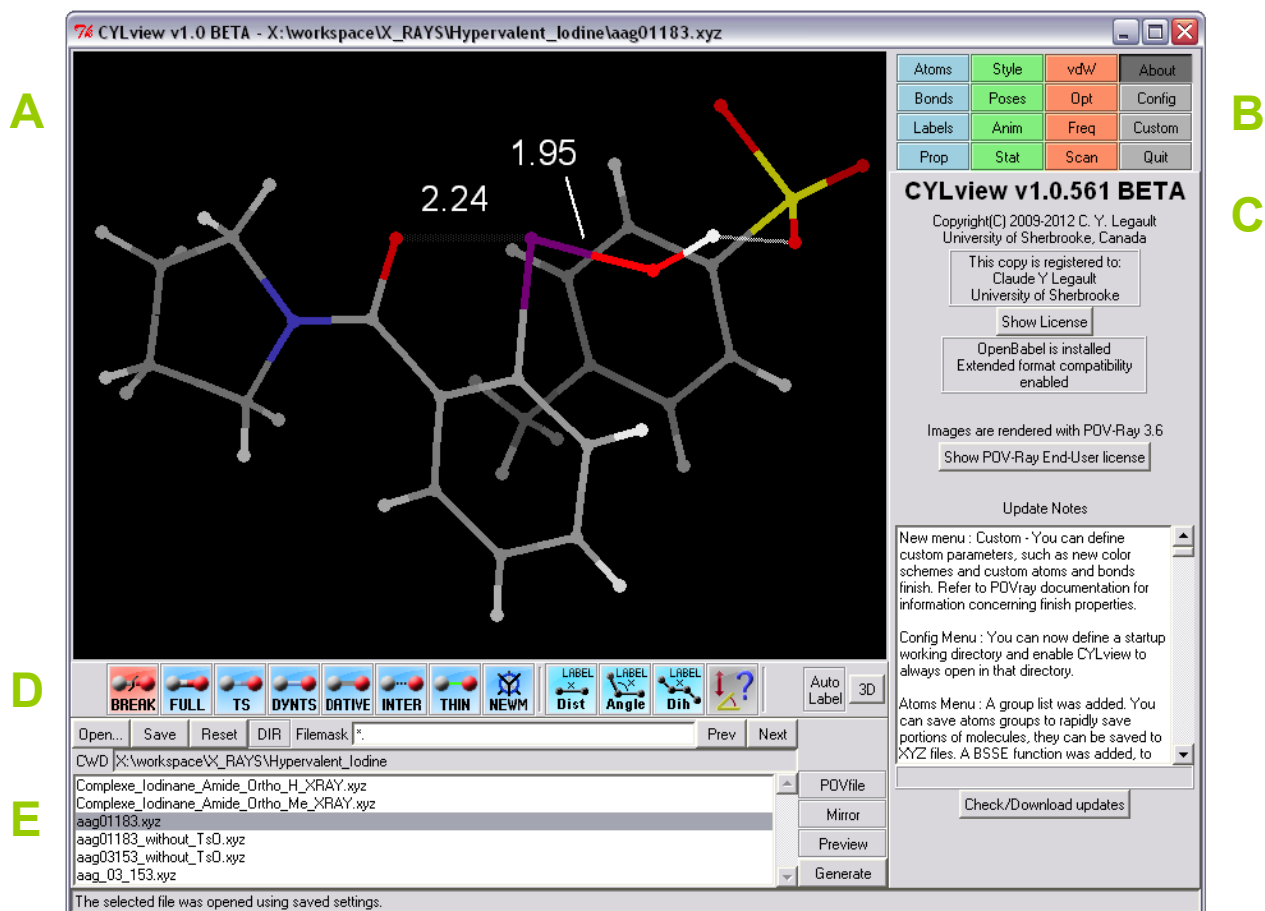 CYLview v1.0 BETA - X:\workspace\X_RAYS\Hypervalent_Iodine\aag01183.xyz
A
1.95
2.24
Atoms Style vdW About
Bonds Poses Opt Config
Labels Anim Freq Custom
Prop Stat Scan Quit
B
CYLview v1.0.561 BETA
C
Copyright(C) 2009-2012 C. Y. Legault
University of Sherbrooke, Canada
This copy is registered to:
Claude Y Legault
University of Sherbrooke
Show License
OpenBabel is installed
Extended format compatibility
enabled
Images are rendered with POV-Ray 3.6
Show POV-Ray End-User license
Update Notes
New menu : Custom - You can define
custom parameters, such as new color
schemes and custom atoms and bonds
finish. Refer to POVray documentation for
information concerning finish properties.
Config Menu : You can now define a startup
working directory and enable CYLview to
always open in that directory.
Atoms Menu : A group list was added. You
can save atoms groups to rapidly save
portions of molecules, they can be saved to
XYZ files. A BSSE function was added, to
Check/Download updates
D
BREAK FULL TS DYNTS DATIVE INTER THIN NEWM
LABEL Dist LABEL Angle LABEL Dih ?
Auto
Label
3D
Open... Save Reset DIR Filemask *. Prev Next
CWD X:\workspace\X_RAYS\Hypervalent_Iodine
E
Complexe_Iodinane_Amide_Ortho_H_XRAY.xyz
Complexe_Iodinane_Amide_Ortho_Me_XRAY.xyz
aag01183.xyz
aag01183_without_TsO.xyz
aag03153_without_TsO.xyz
aag_03_153.xyz
POVfile
Mirror
Preview
Generate
The selected file was opened using saved settings.